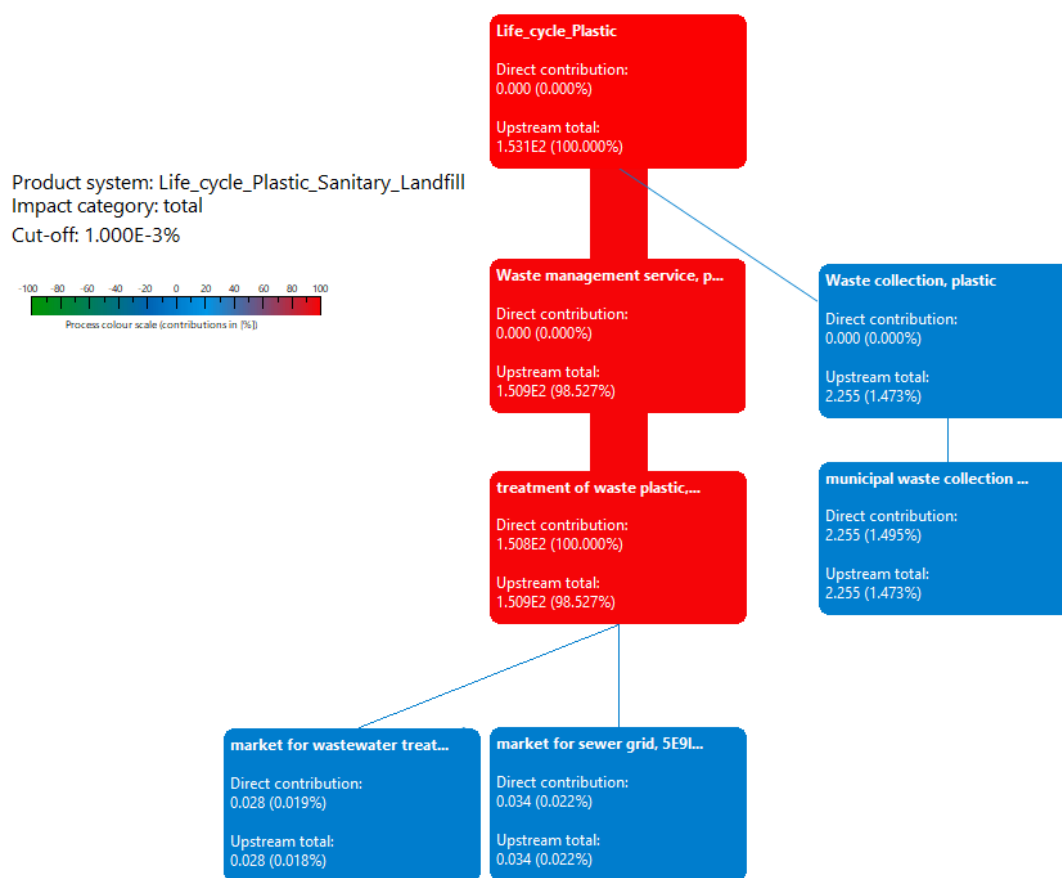 Life_cycle_Plastic
Direct contribution:
0.000 (0.000%)
Upstream total:
1.531E2 (100.000%)
Product system: Life_cycle_Plastic_Sanitary_Landfill
Impact category: total
Cut-off: 1.000E-3%
-100 -80 -60 -40 -20 0 20 40 60 80 100
Process colour scale (contributions in [%])
Waste management service, p...
Direct contribution:
0.000 (0.000%)
Upstream total:
1.509E2 (98.527%)
Waste collection, plastic
Direct contribution:
0.000 (0.000%)
Upstream total:
2.255 (1.473%)
treatment of waste plastic,...
Direct contribution:
1.508E2 (100.000%)
Upstream total:
1.509E2 (98.527%)
municipal waste collection ...
Direct contribution:
2.255 (1.495%)
Upstream total:
2.255 (1.473%)
market for wastewater treat...
Direct contribution:
0.028 (0.019%)
Upstream total:
0.028 (0.018%)
market for sewer grid, 5E9l...
Direct contribution:
0.034 (0.022%)
Upstream total:
0.034 (0.022%)